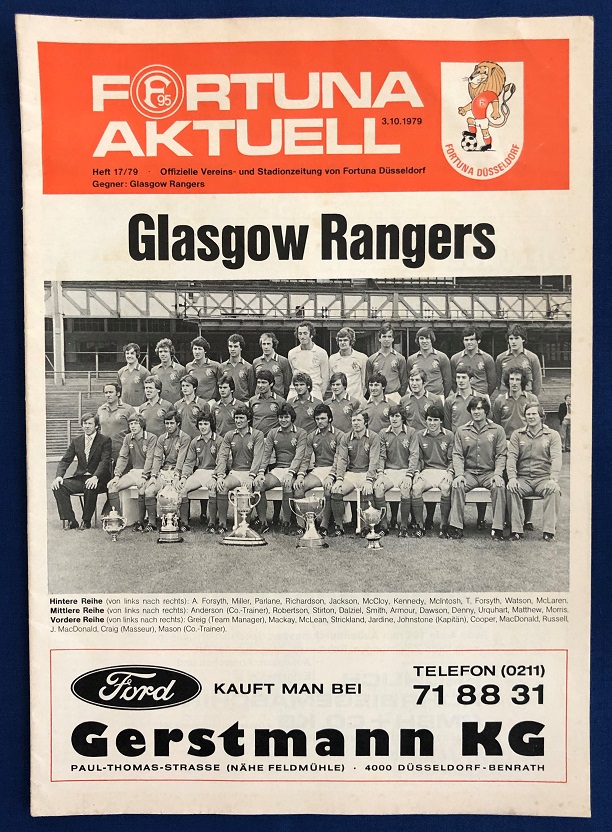 FORTUNA
F95
AKTUELL
3.10.1979
FORTUNA DÜSSELDORF
Heft 17/79 · Offizielle Vereins- und Stadionzeitung von Fortuna Düsseldorf
Gegner: Glasgow Rangers
Glasgow Rangers
Hintere Reihe (von links nach rechts): A. Forsyth, Miller, Parlane, Richardson, Jackson, McCloy, Kennedy, McIntosh, T. Forsyth, Watson, McLaren.
Mittlere Reihe (von links nach rechts): Anderson (Co.-Trainer), Robertson, Stirton, Dalziel, Smith, Armour, Dawson, Denny, Urquhart, Matthew, Morris.
Vordere Reihe (von links nach rechts): Greig (Team Manager), Mackay, McLean, Strickland, Jardine, Johnstone (Kapitän), Cooper, MacDonald, Russell,
J. MacDonald, Craig (Masseur), Mason (Co.-Trainer).
Ford
KAUFT MAN BEI
TELEFON (0211)
71 88 31
Gerstmann KG
PAUL-THOMAS-STRASSE (NÄHE FELDMÜHLE) · 4000 DÜSSELDORF-BENRATH